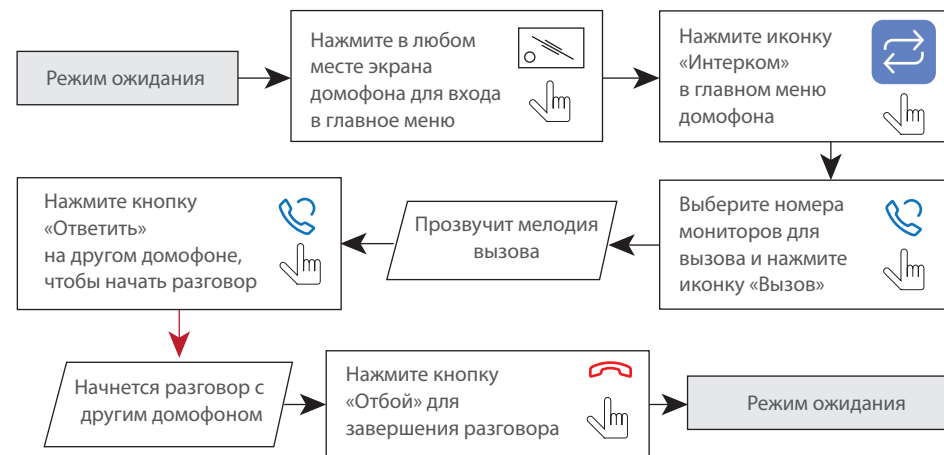 Режим ожидания
Нажмите в любом
месте экрана
домофона для входа
в главное меню
Нажмите иконку
«Интерком»
в главном меню
домофона
Выберите номера
мониторов для
вызова и нажмите
иконку «Вызов»
Прозвучит мелодия
вызова
Нажмите кнопку
«Ответить»
на другом домофоне,
чтобы начать разговор
Начнется разговор с
другим домофоном
Нажмите кнопку
«Отбой» для
завершения разговора
Режим ожидания